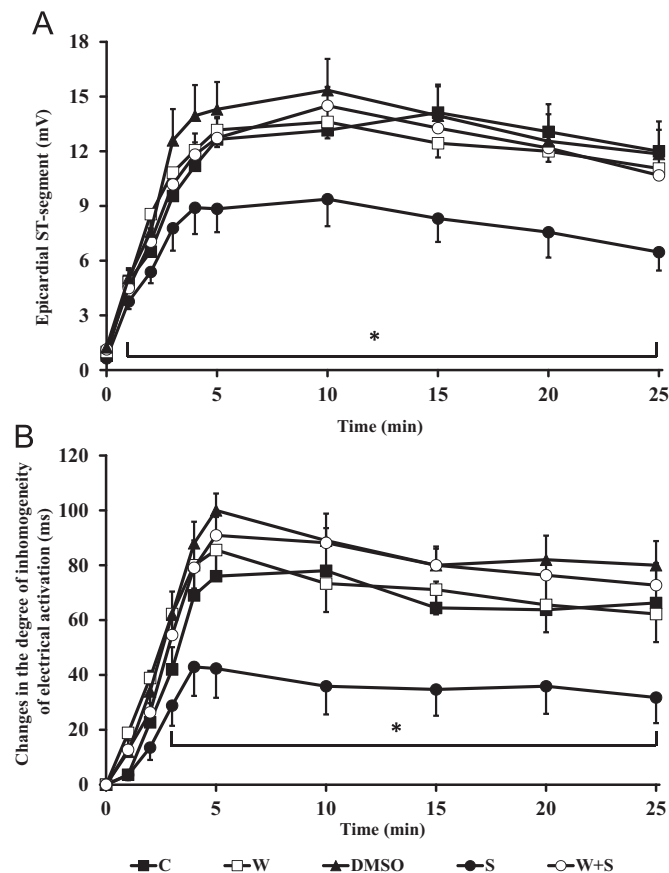 A
18
15
12
9
6
3
0
Epicardial ST-segment (mV)
*
0 5 10 15 20 25
Time (min)
B
120
100
80
60
40
20
0
Changes in the degree of inhomogeneity
of electrical activation (ms)
*
0 5 10 15 20 25
Time (min)
C W DMSO S W+S